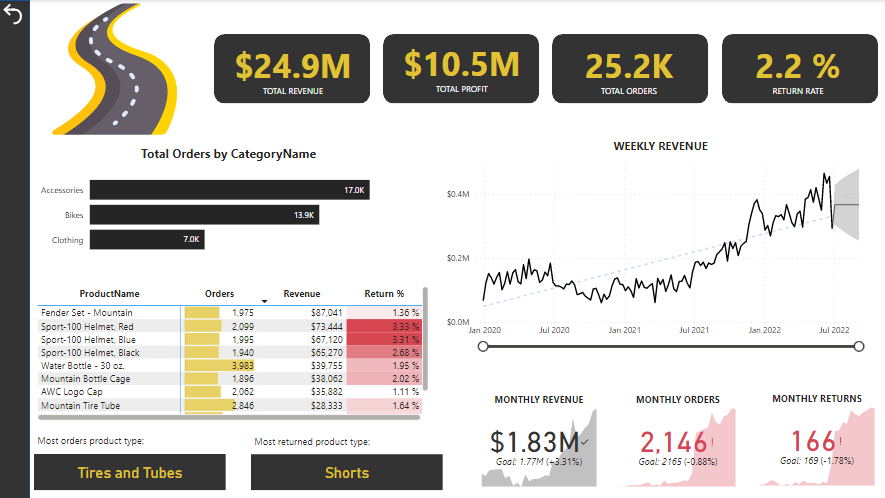 $24.9M
TOTAL REVENUE
$10.5M
TOTAL PROFIT
25.2K
TOTAL ORDERS
2.2 %
RETURN RATE
Total Orders by CategoryName
Accessories 17.0K
Bikes 13.9K
Clothing 7.0K
WEEKLY REVENUE
$0.4M
$0.2M
$0.0M
Jan 2020 Jul 2020 Jan 2021 Jul 2021 Jan 2022 Jul 2022
ProductName Orders Revenue Return %
Fender Set - Mountain 1,975 $87,041 1.36 %
Sport-100 Helmet, Red 2,099 $73,444 3.33 %
Sport-100 Helmet, Blue 1,995 $67,120 3.31 %
Sport-100 Helmet, Black 1,940 $65,270 2.68 %
Water Bottle - 30 oz. 3,983 $39,755 1.95 %
Mountain Bottle Cage 1,896 $38,062 2.02 %
AWC Logo Cap 2,062 $35,882 1.11 %
Mountain Tire Tube 2,846 $28,333 1.64 %
Most orders product type:
Tires and Tubes
Most returned product type:
Shorts
MONTHLY REVENUE
$1.83M
Goal: 1.77M (+3.31%)
MONTHLY ORDERS
2,146!
Goal: 2165 (-0.88%)
MONTHLY RETURNS
166!
Goal: 169 (-1.78%)